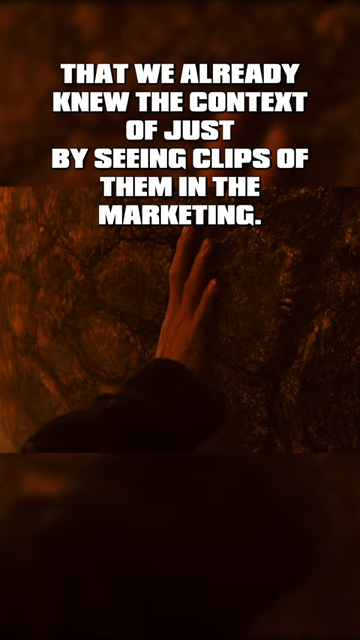 THAT WE ALREADY
KNEW THE CONTEXT
OF JUST
BY SEEING CLIPS OF
THEM IN THE
MARKETING.